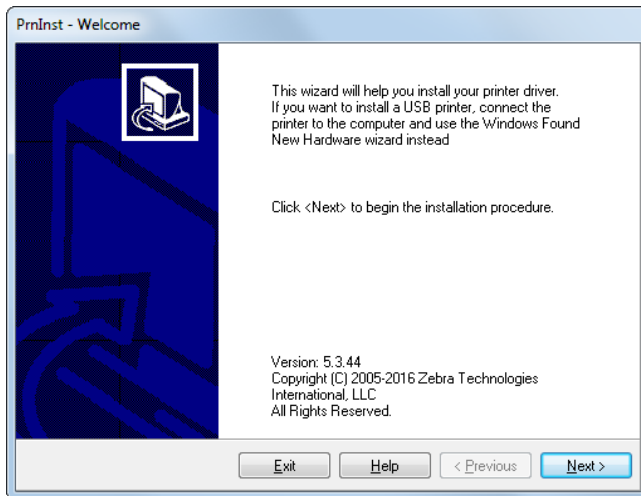 PrnInst - Welcome
This wizard will help you install your printer driver.
If you want to install a USB printer, connect the
printer to the computer and use the Windows Found
New Hardware wizard instead
Click <Next> to begin the installation procedure.
Version: 5.3.44
Copyright (C) 2005-2016 Zebra Technologies
International, LLC
All Rights Reserved.
Exit Help < Previous Next >